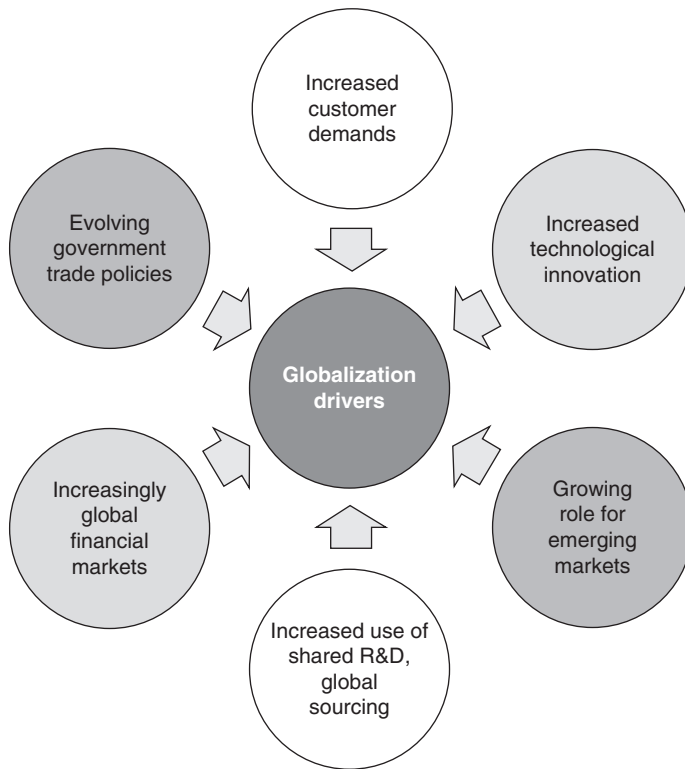 Increased
customer
demands
Evolving
government
trade policies
Increased
technological
innovation
Globalization
drivers
Increasingly
global
financial
markets
Growing
role for
emerging
markets
Increased use of
shared R&D,
global
sourcing